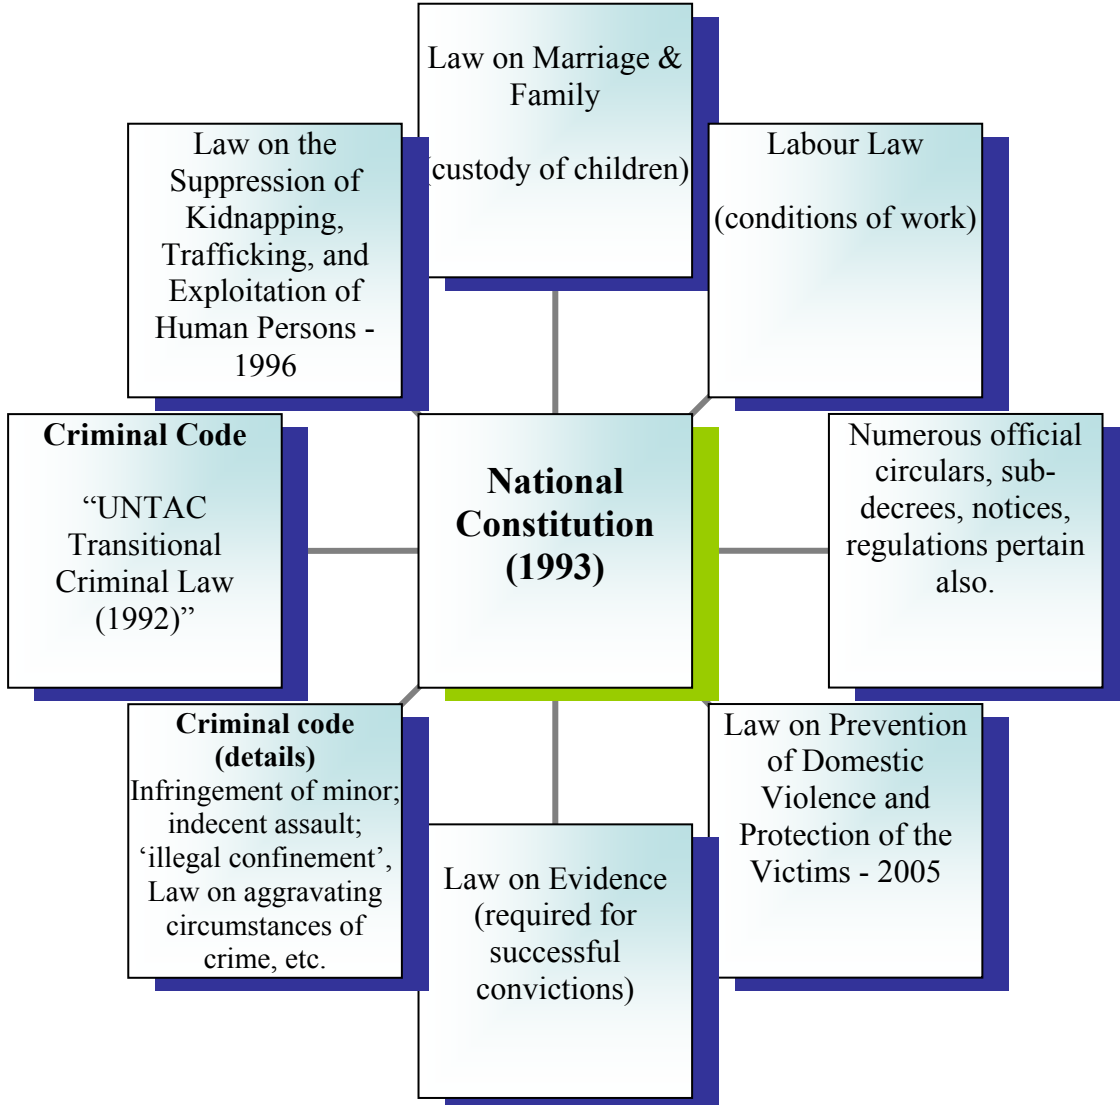 Law on Marriage &
Family
(custody of children)
Law on the
Suppression of
Kidnapping,
Trafficking, and
Exploitation of
Human Persons -
1996
Labour Law
(conditions of work)
Criminal Code
“UNTAC
Transitional
Criminal Law
(1992)”
National
Constitution
(1993)
Numerous official
circulars, sub-
decrees, notices,
regulations pertain
also.
Criminal code
(details)
Infringement of minor;
indecent assault;
‘illegal confinement’,
Law on aggravating
circumstances of
crime, etc.
Law on Evidence
(required for
successful
convictions)
Law on Prevention
of Domestic
Violence and
Protection of the
Victims - 2005